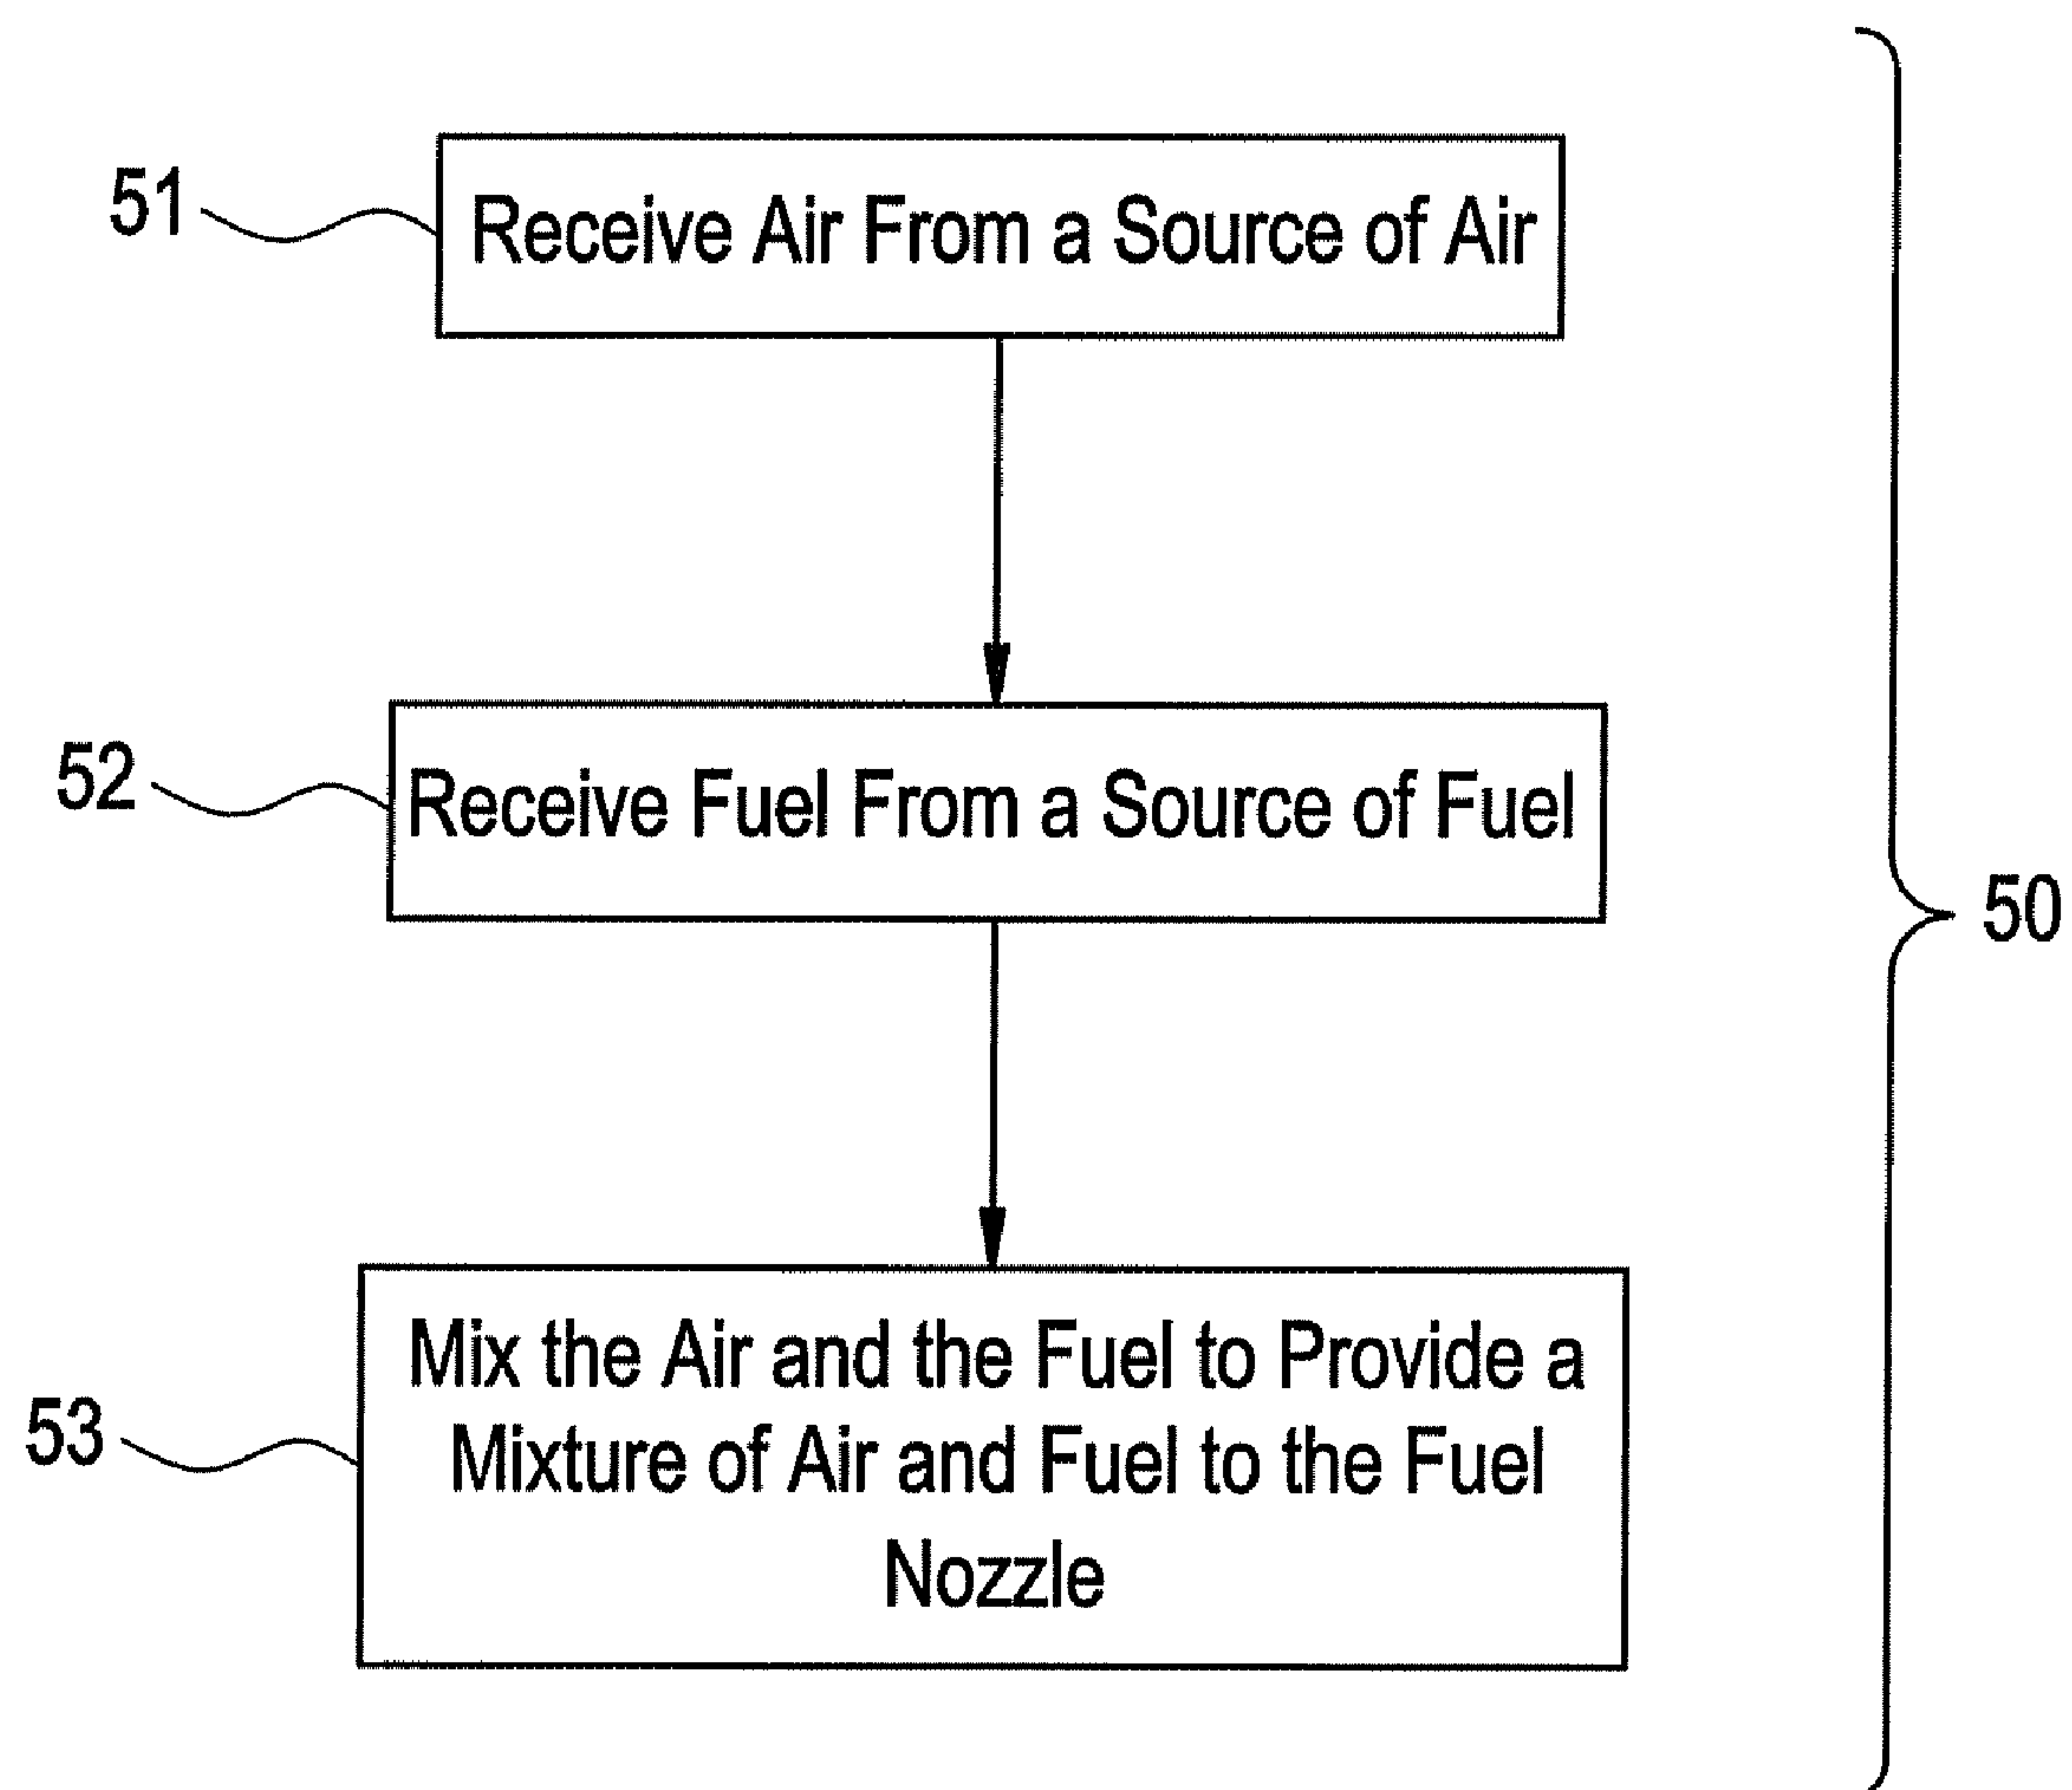 51
Receive Air From a Source of Air
52
Receive Fuel From a Source of Fuel
50
53
Mix the Air and the Fuel to Provide a
Mixture of Air and Fuel to the Fuel
Nozzle